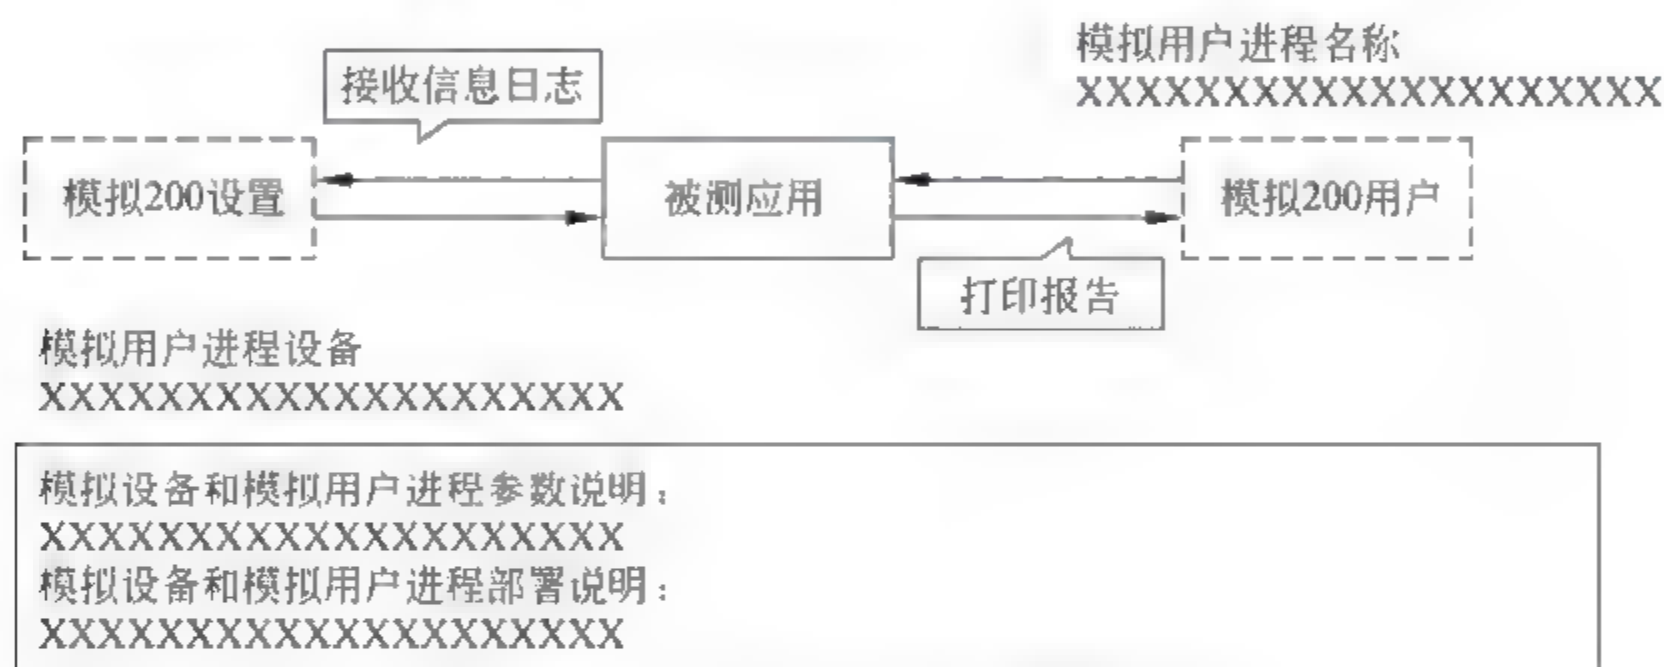 模拟用户进程名称
XXXXXXXXXXXXXXXXXXXX
接收信息日志
模拟200设置
被测应用
模拟200用户
打印报告
模拟用户进程设备
XXXXXXXXXXXXXXXXXXXX
模拟设备和模拟用户进程参数说明:
XXXXXXXXXXXXXXXXXXXX
模拟设备和模拟用户进程部署说明:
XXXXXXXXXXXXXXXXXXXX